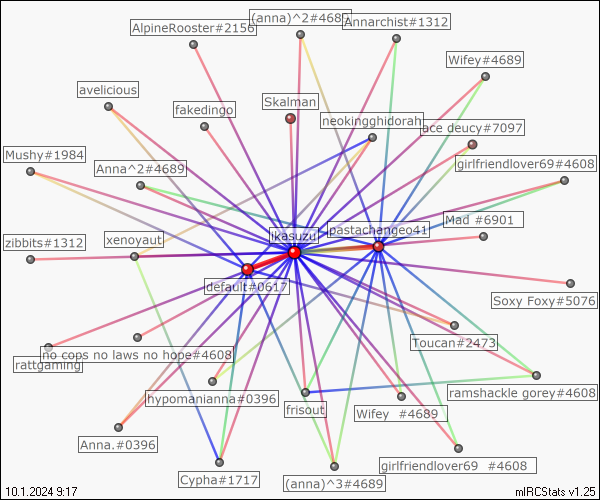 (anna)^2#4689
Annarchist#1312
AlpineRooster#2156
Wifey#4689
avelicious
Skalman
fakedingo
neokingghidorah
ace deucy#7097
Mushy#1984
girlfriendlover69#4608
Anna^2#4689
Mad #6901
pastachangeo41
ikasuzu
zibbits#1312
xenoyaut
default#0617
Soxy Foxy#5076
Toucan#2473
no cops no laws no hope#4608
rattgaming
ramshackle gorey#4608
hypomanianna#0396
frisout
Wifey  #4689
Anna.#0396
girlfriendlover69  #4608
Cypha#1717
(anna)^3#4689
10.1.2024 9:17
mIRCStats v1.25